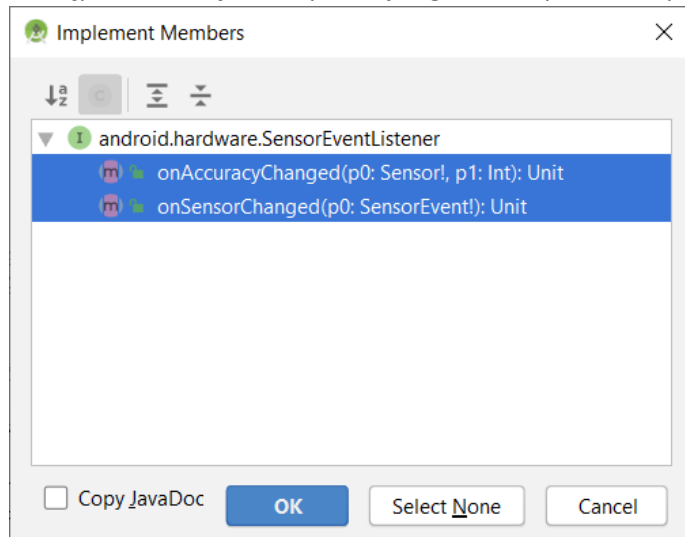 Implement Members
android.hardware.SensorEventListener
onAccuracyChanged(p0: Sensor!, p1: Int): Unit
onSensorChanged(p0: SensorEvent!): Unit
Copy JavaDoc
OK
Select None
Cancel